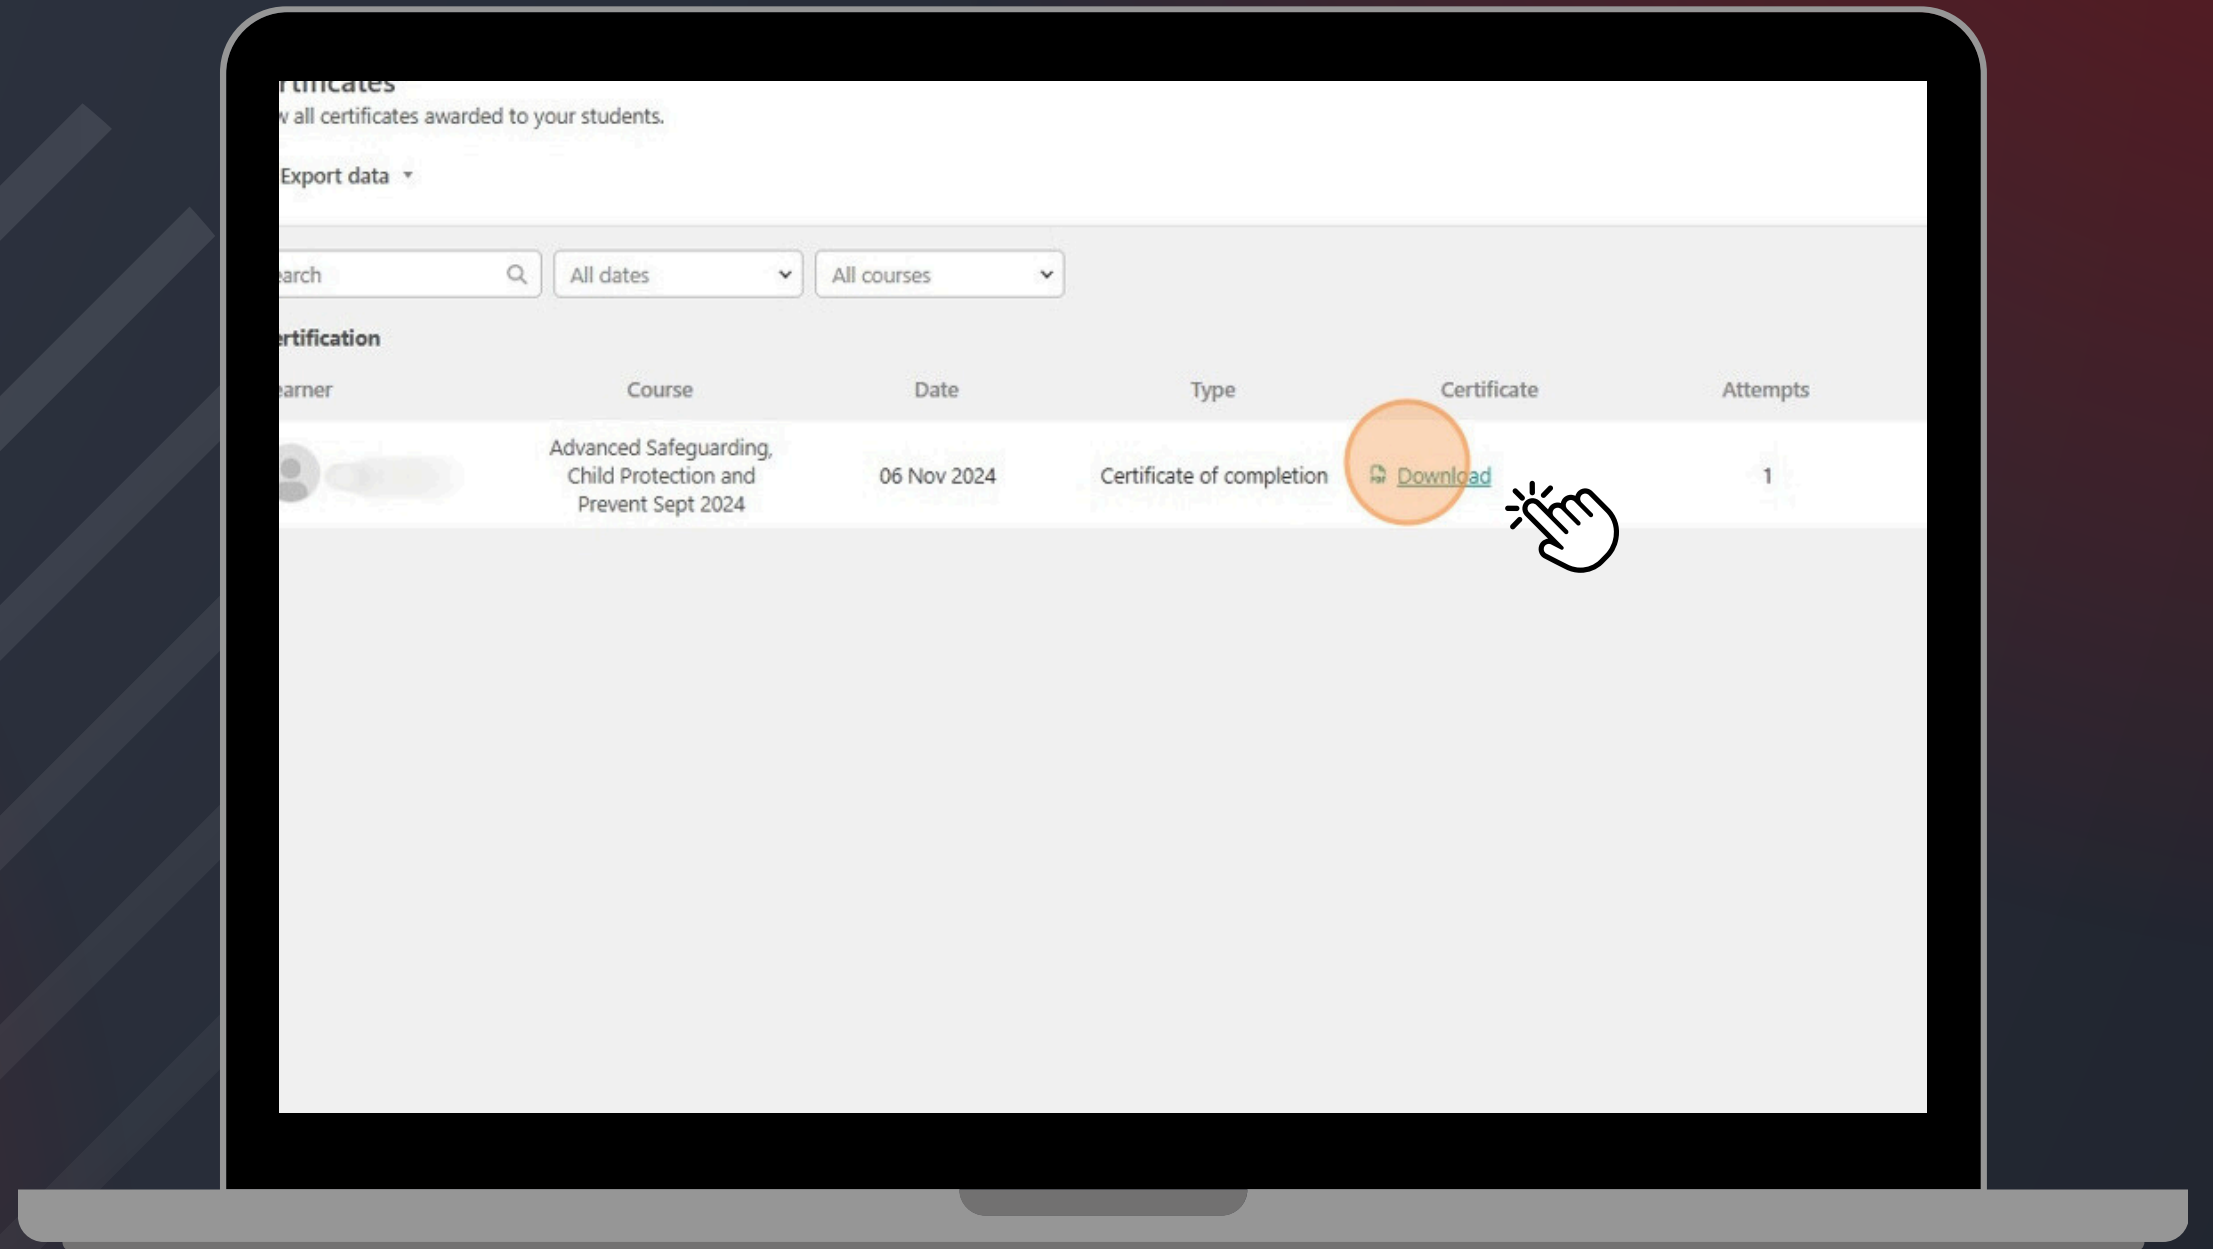 rtificates
w all certificates awarded to your students.
Export data
earch
All dates
All courses
ertification
earner
Course
Date
Type
Certificate
Attempts
Advanced Safeguarding,
Child Protection and
Prevent Sept 2024
06 Nov 2024
Certificate of completion
PDF
Download
1